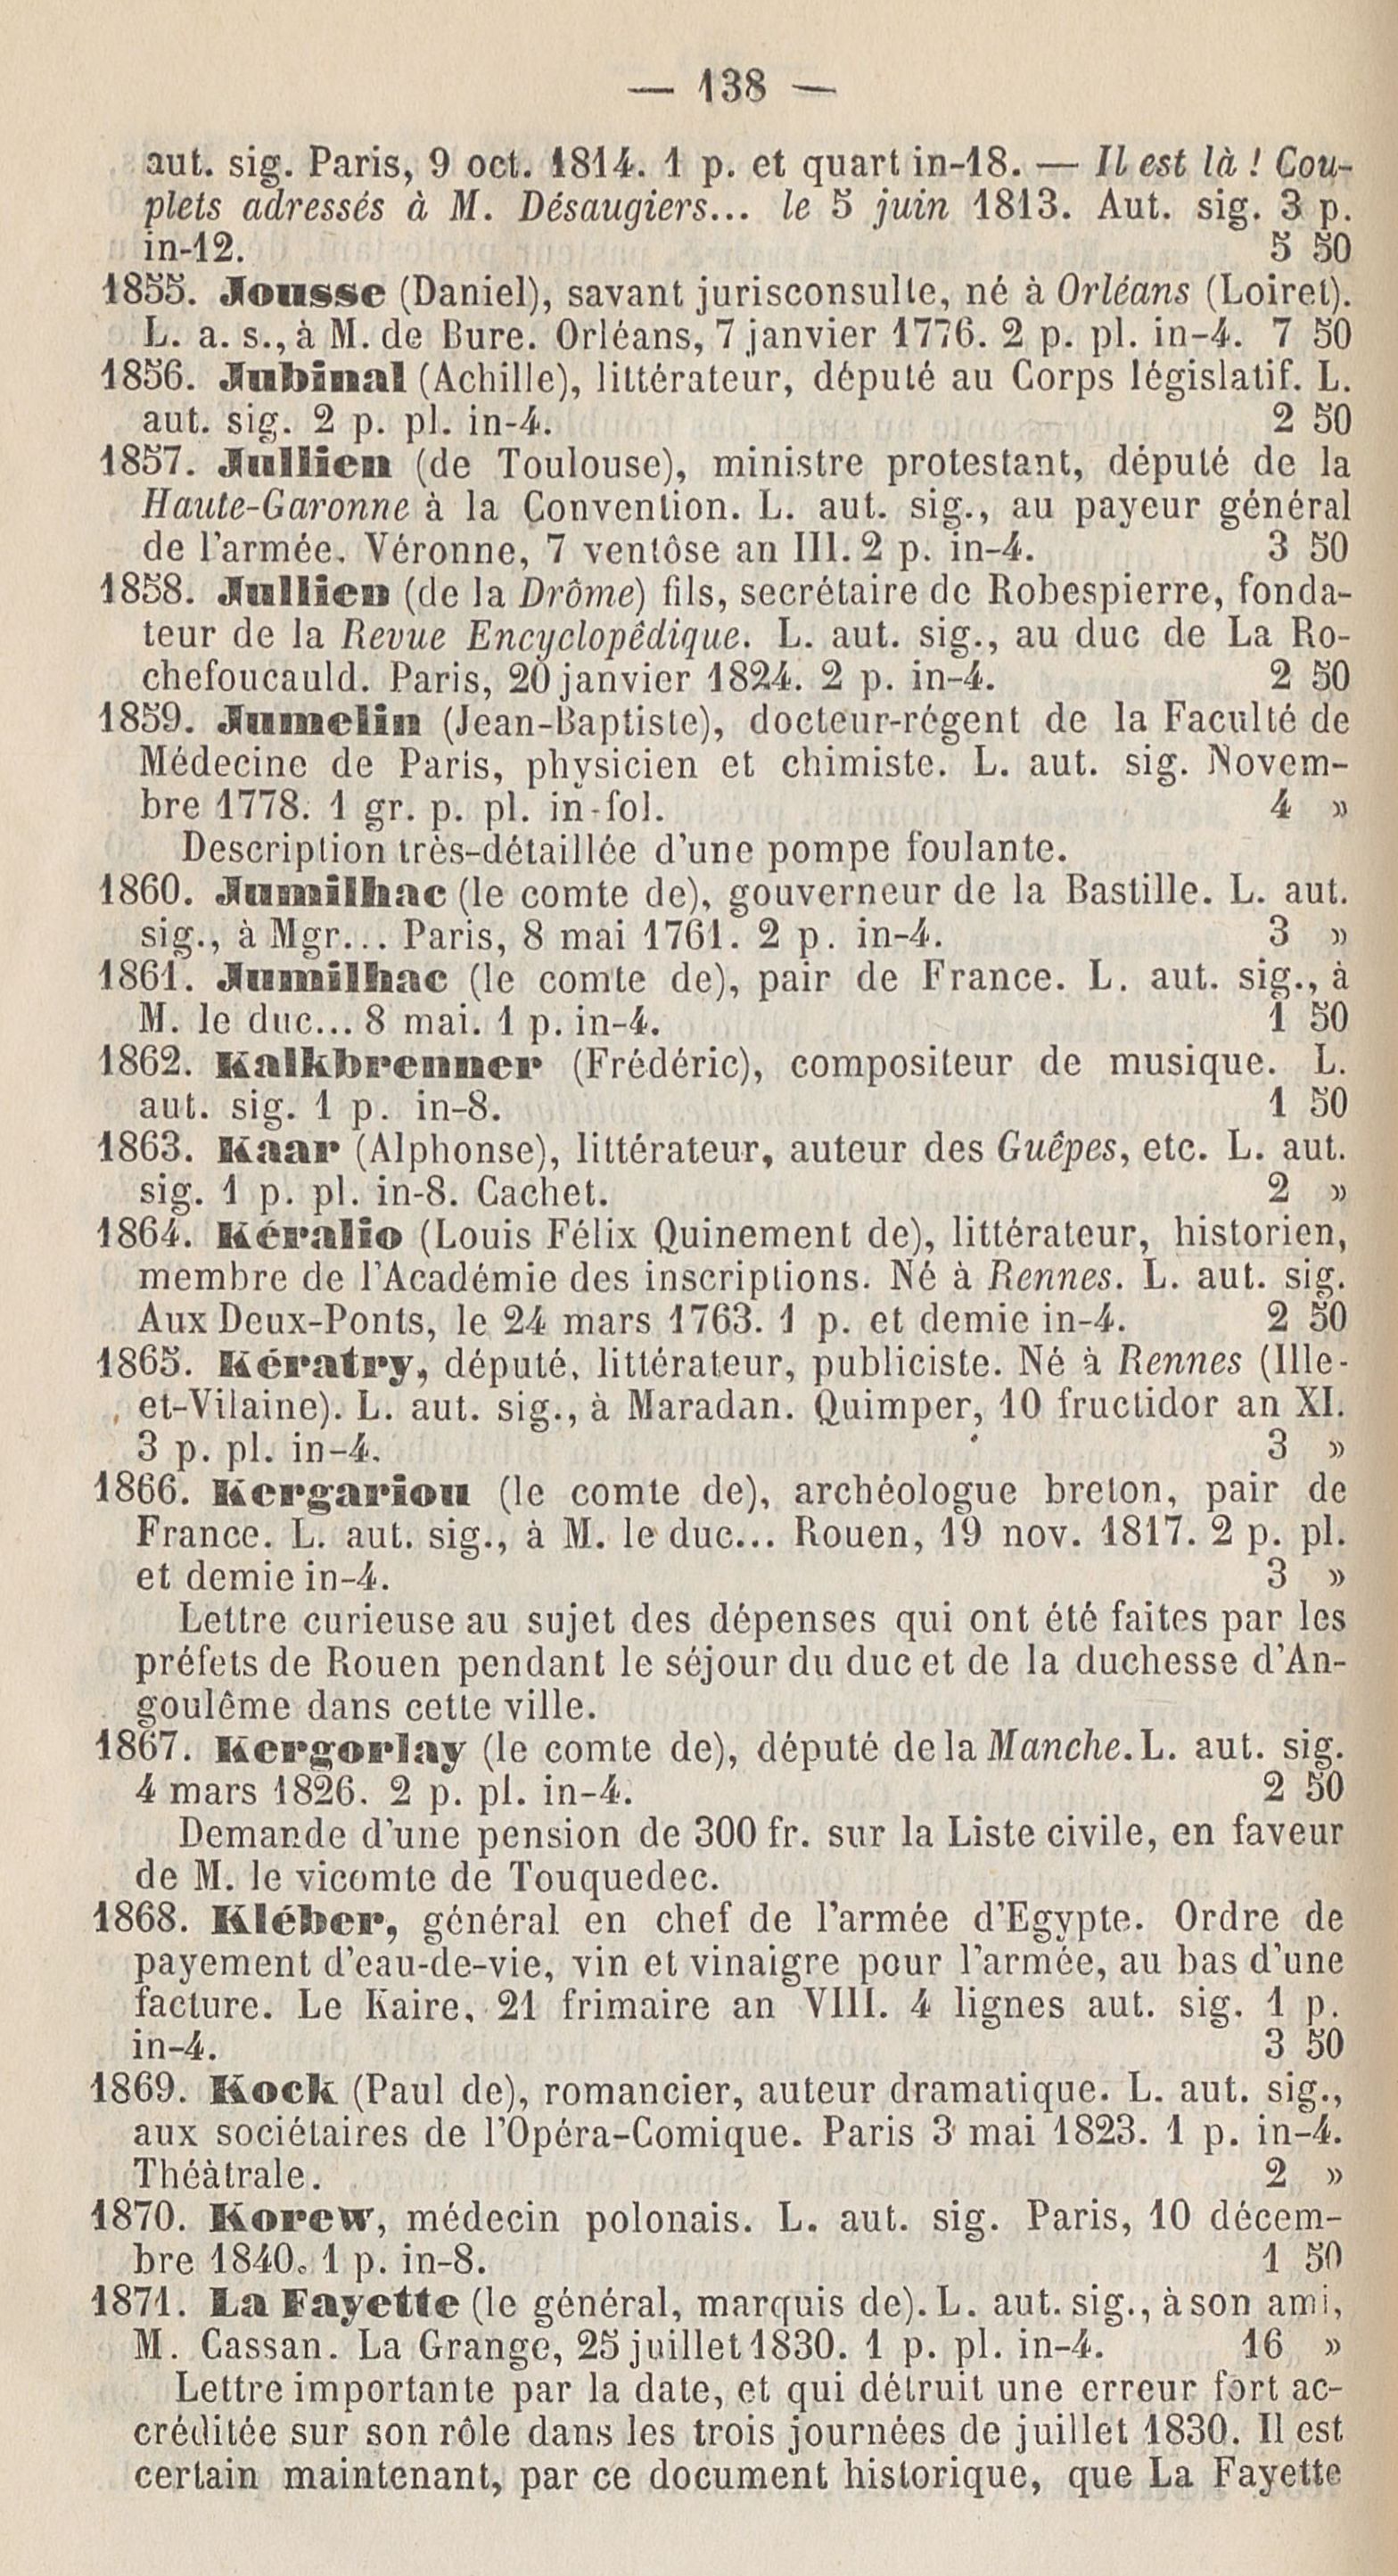 — 138 —
aut. sig. Paris, 9 oct. 1814. 1 p. et quart in-18. — Il est là ! Cou-
plets adressés à M. Désaugiers... le 5 juin 1813. Aut. sig. 3 p.
in-12. 5 50
1855. Jousse (Daniel), savant jurisconsulte, né à Orléans (Loiret).
L. a. s., à M. de Bure. Orléans, 7 janvier 1776. 2 p. pl. in-4. 7 50
1856. Jubinal (Achille), littérateur, député au Corps législatif. L.
aut. sig. 2 p. pl. in-4. 2 50
1857. Jullien (de Toulouse), ministre protestant, député de la
Haute-Garonne à la Convention. L. aut. sig., au payeur général
de l'armée. Véronne, 7 ventôse an III. 2 p. in-4. 3 50
1858. Jullien (de la Drôme) fils, secrétaire de Robespierre, fonda-
teur de la Revue Encyclopêdique. L. aut. sig., au duc de La Ro-
chefoucauld. Paris, 20 janvier 1824. 2 p. in-4. 2 50
1859. Jumelin (Jean-Baptiste), docteur-régent de la Faculté de
Médecine de Paris, physicien et chimiste. L. aut. sig. Novem-
bre 1778. 1 gr. p. pl. in-fol. 4 »
Description très-détaillée d'une pompe foulante.
1860. Jumilhac (le comte de), gouverneur de la Bastille. L. aut.
sig., à Mgr... Paris, 8 mai 1761. 2 p. in-4. 3 »
1861. Jumilhac (le comte de), pair de France. L. aut. sig., à
M. le duc... 8 mai. 1 p. in-4. 1 50
1862. Kalkbrenner (Frédéric), compositeur de musique. L.
aut. sig. 1 p. in-8. 1 50
1863. Kaar (Alphonse), littérateur, auteur des Guêpes, etc. L. aut.
sig. 1 p. pl. in-8. Cachet. 2 »
1864. Kéralio (Louis Félix Quinement de), littérateur, historien,
membre de l'Académie des inscriptions. Né à Rennes. L. aut. sig.
Aux Deux-Ponts, le 24 mars 1763. 1 p. et demie in-4. 2 50
1865. Kératry, député, littérateur, publiciste. Né à Rennes (Ille-
et-Vilaine). L. aut. sig., à Maradan. Quimper, 10 fructidor an XI.
3 p. pl. in-4. 3 »
1866. Kergariou (le comte de), archéologue breton, pair de
France. L. aut. sig., à M. le duc... Rouen, 19 nov. 1817. 2 p. pl.
et demie in-4. 3 »
Lettre curieuse au sujet des dépenses qui ont été faites par les
préfets de Rouen pendant le séjour du duc et de la duchesse d'An-
goulême dans cette ville.
1867. Kergorlay (le comte de), député de la Manche. L. aut. sig.
4 mars 1826. 2 p. pl. in-4. 2 50
Demande d'une pension de 300 fr. sur la Liste civile, en faveur
de M. le vicomte de Touquedec.
1868. Kléber, général en chef de l'armée d'Egypte. Ordre de
payement d'eau-de-vie, vin et vinaigre pour l'armée, au bas d'une
facture. Le Kaire, 21 frimaire an VIII. 4 lignes aut. sig. 1 p.
in-4. 3 50
1869. Kock (Paul de), romancier, auteur dramatique. L. aut. sig.,
aux sociétaires de l'Opéra-Comique. Paris 3 mai 1823. 1 p. in-4.
Théàtrale. 2 »
1870. Korew, médecin polonais. L. aut. sig. Paris, 10 décem-
bre 1840. 1 p. in-8. 1 50
1871. La Fayette (le général, marquis de). L. aut. sig., à son ami,
M. Cassan. La Grange, 25 juillet 1830. 1 p. pl. in-4. 16 »
Lettre importante par la date, et qui détruit une erreur fort ac-
créditée sur son rôle dans les trois journées de juillet 1830. Il est
certain maintenant, par ce document historique, que La Fayette